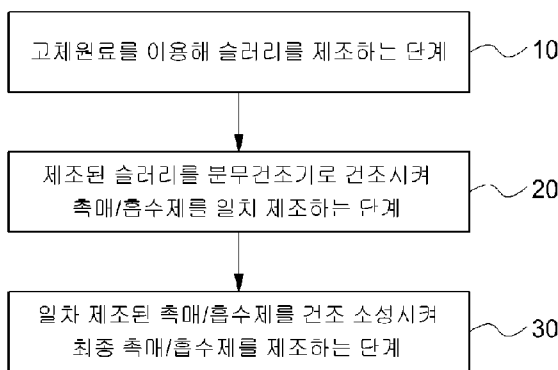 고체원료를 이용해 슬러리를 제조하는 단계
10
제조된 슬러리를 분무건조기로 건조시켜
촉매/흡수제를 일치 제조하는 단계
20
일차 제조된 촉매/흡수제를 건조 소성시켜
최종 촉매/흡수제를 제조하는 단계
30